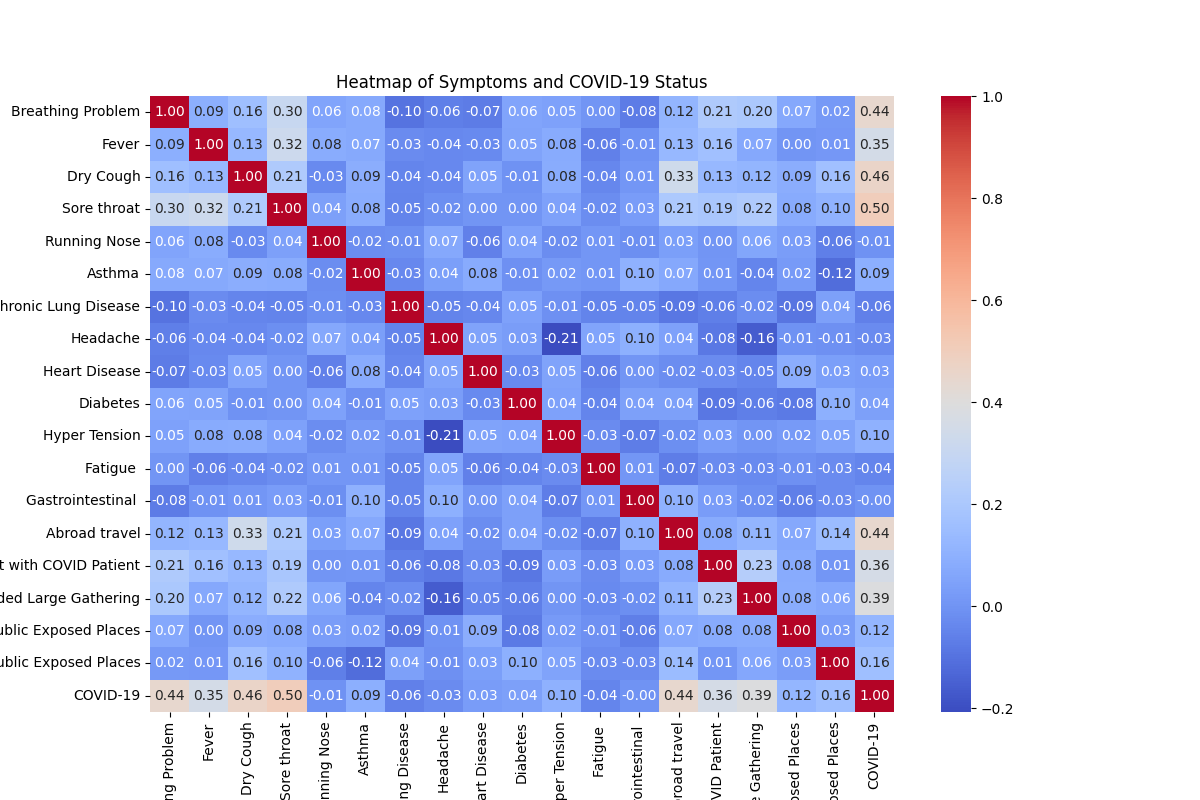 Heatmap of Symptoms and COVID-19 Status
Breathing Problem 1.00 0.09 0.16 0.30 0.06 0.08 -0.10 -0.06 -0.07 0.06 0.05 0.00 -0.08 0.12 0.21 0.20 0.07 0.02 0.44
Fever 0.09 1.00 0.13 0.32 0.08 0.07 -0.03 -0.04 -0.03 0.05 0.08 -0.06 -0.01 0.13 0.16 0.07 0.00 0.01 0.35
Dry Cough 0.16 0.13 1.00 0.21 -0.03 0.09 -0.04 -0.04 0.05 -0.01 0.08 -0.04 0.01 0.33 0.13 0.12 0.09 0.16 0.46
Sore throat 0.30 0.32 0.21 1.00 0.04 0.08 -0.05 -0.02 0.00 0.00 0.04 -0.02 0.03 0.21 0.19 0.22 0.08 0.10 0.50
Running Nose 0.06 0.08 -0.03 0.04 1.00 -0.02 -0.01 0.07 -0.06 0.04 -0.02 0.01 -0.01 0.03 0.00 0.06 0.03 -0.06 -0.01
Asthma 0.08 0.07 0.09 0.08 -0.02 1.00 -0.03 0.04 0.08 -0.01 0.02 0.01 0.10 0.07 0.01 -0.04 0.02 -0.12 0.09
hronic Lung Disease -0.10 -0.03 -0.04 -0.05 -0.01 -0.03 1.00 -0.05 -0.04 0.05 -0.01 -0.05 -0.05 -0.09 -0.06 -0.02 -0.09 0.04 -0.06
Headache -0.06 -0.04 -0.04 -0.02 0.07 0.04 -0.05 1.00 0.05 0.03 -0.21 0.05 0.10 0.04 -0.08 -0.16 -0.01 -0.01 -0.03
Heart Disease -0.07 -0.03 0.05 0.00 -0.06 0.08 -0.04 0.05 1.00 -0.03 0.05 -0.06 0.00 -0.02 -0.03 -0.05 0.09 0.03 0.03
Diabetes 0.06 0.05 -0.01 0.00 0.04 -0.01 0.05 0.03 -0.03 1.00 0.04 -0.04 0.04 0.04 -0.09 -0.06 -0.08 0.10 0.04
Hyper Tension 0.05 0.08 0.08 0.04 -0.02 0.02 -0.01 -0.21 0.05 0.04 1.00 -0.03 -0.07 -0.02 0.03 0.00 0.02 0.05 0.10
Fatigue 0.00 -0.06 -0.04 -0.02 0.01 0.01 -0.05 0.05 -0.06 -0.04 -0.03 1.00 0.01 -0.07 -0.03 -0.03 -0.01 -0.03 -0.04
Gastrointestinal -0.08 -0.01 0.01 0.03 -0.01 0.10 -0.05 0.10 0.00 0.04 -0.07 0.01 1.00 0.10 0.03 -0.02 -0.06 -0.03 -0.00
Abroad travel 0.12 0.13 0.33 0.21 0.03 0.07 -0.09 0.04 -0.02 0.04 -0.02 -0.07 0.10 1.00 0.08 0.11 0.07 0.14 0.44
t with COVID Patient 0.21 0.16 0.13 0.19 0.00 0.01 -0.06 -0.08 -0.03 -0.09 0.03 -0.03 0.03 0.08 1.00 0.23 0.08 0.01 0.36
ded Large Gathering 0.20 0.07 0.12 0.22 0.06 -0.04 -0.02 -0.16 -0.05 -0.06 0.00 -0.03 -0.02 0.11 0.23 1.00 0.08 0.06 0.39
ublic Exposed Places 0.07 0.00 0.09 0.08 0.03 0.02 -0.09 -0.01 0.09 -0.08 0.02 -0.01 -0.06 0.07 0.08 0.08 1.00 0.03 0.12
ublic Exposed Places 0.02 0.01 0.16 0.10 -0.06 -0.12 0.04 -0.01 0.03 0.10 0.05 -0.03 -0.03 0.14 0.01 0.06 0.03 1.00 0.16
COVID-19 0.44 0.35 0.46 0.50 -0.01 0.09 -0.06 -0.03 0.03 0.04 0.10 -0.04 -0.00 0.44 0.36 0.39 0.12 0.16 1.00
ng Problem
Fever
Dry Cough
Sore throat
nning Nose
Asthma
ng Disease
Headache
art Disease
Diabetes
per Tension
Fatigue
rointestinal
road travel
VID Patient
e Gathering
osed Places
osed Places
COVID-19
1.0
0.8
0.6
0.4
0.2
0.0
−0.2